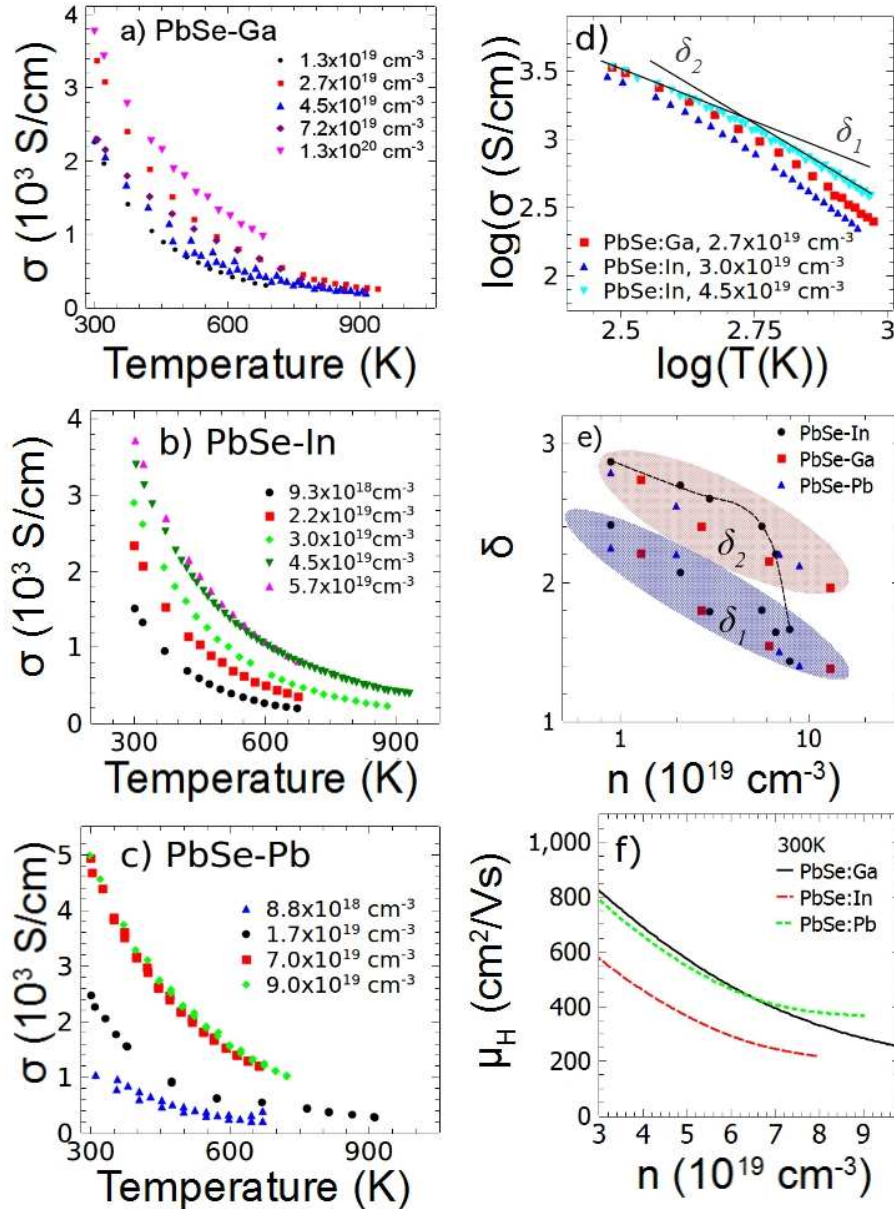 a) PbSe-Ga
1.3x10¹⁹ cm⁻³
2.7x10¹⁹ cm⁻³
4.5x10¹⁹ cm⁻³
7.2x10¹⁹ cm⁻³
1.3x10²⁰ cm⁻³
4
3
2
1
0
σ (10³ S/cm)
300
600
900
Temperature (K)
b) PbSe-In
9.3x10¹⁸cm⁻³
2.2x10¹⁹cm⁻³
3.0x10¹⁹cm⁻³
4.5x10¹⁹cm⁻³
5.7x10¹⁹cm⁻³
4
3
2
1
0
σ (10³ S/cm)
300
600
900
Temperature (K)
c) PbSe-Pb
8.8x10¹⁸ cm⁻³
1.7x10¹⁹ cm⁻³
7.0x10¹⁹ cm⁻³
9.0x10¹⁹ cm⁻³
5
4
3
2
1
0
σ (10³ S/cm)
300
600
900
Temperature (K)
d)
δ₂
δ₁
PbSe:Ga, 2.7x10¹⁹ cm⁻³
PbSe:In, 3.0x10¹⁹ cm⁻³
PbSe:In, 4.5x10¹⁹ cm⁻³
3.5
3
2.5
2
log(σ (S/cm))
2.5
2.75
3
log(T(K))
e)
PbSe-In
PbSe-Ga
PbSe-Pb
δ₂
δ₁
3
2
1
δ
1
10
n (10¹⁹ cm⁻³)
f)
300K
PbSe:Ga
PbSe:In
PbSe:Pb
1,000
800
600
400
200
0
μH (cm²/Vs)
3
4
5
6
7
8
9
n (10¹⁹ cm⁻³)